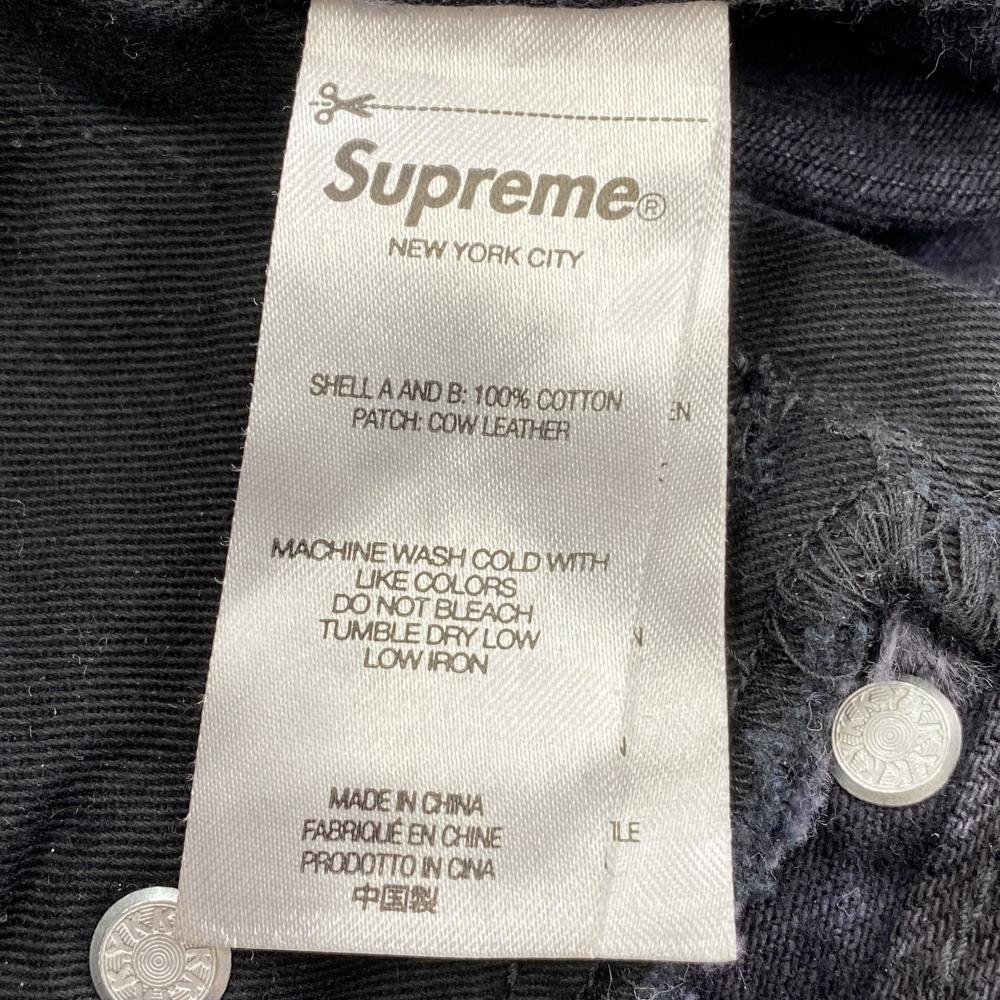 Supreme®
NEW YORK CITY
SHELL A AND B: 100% COTTON
PATCH: COW LEATHER
MACHINE WASH COLD WITH
LIKE COLORS
DO NOT BLEACH
TUMBLE DRY LOW
LOW IRON
MADE IN CHINA
FABRIQUÉ EN CHINE
PRODOTTO IN CINA
中国製